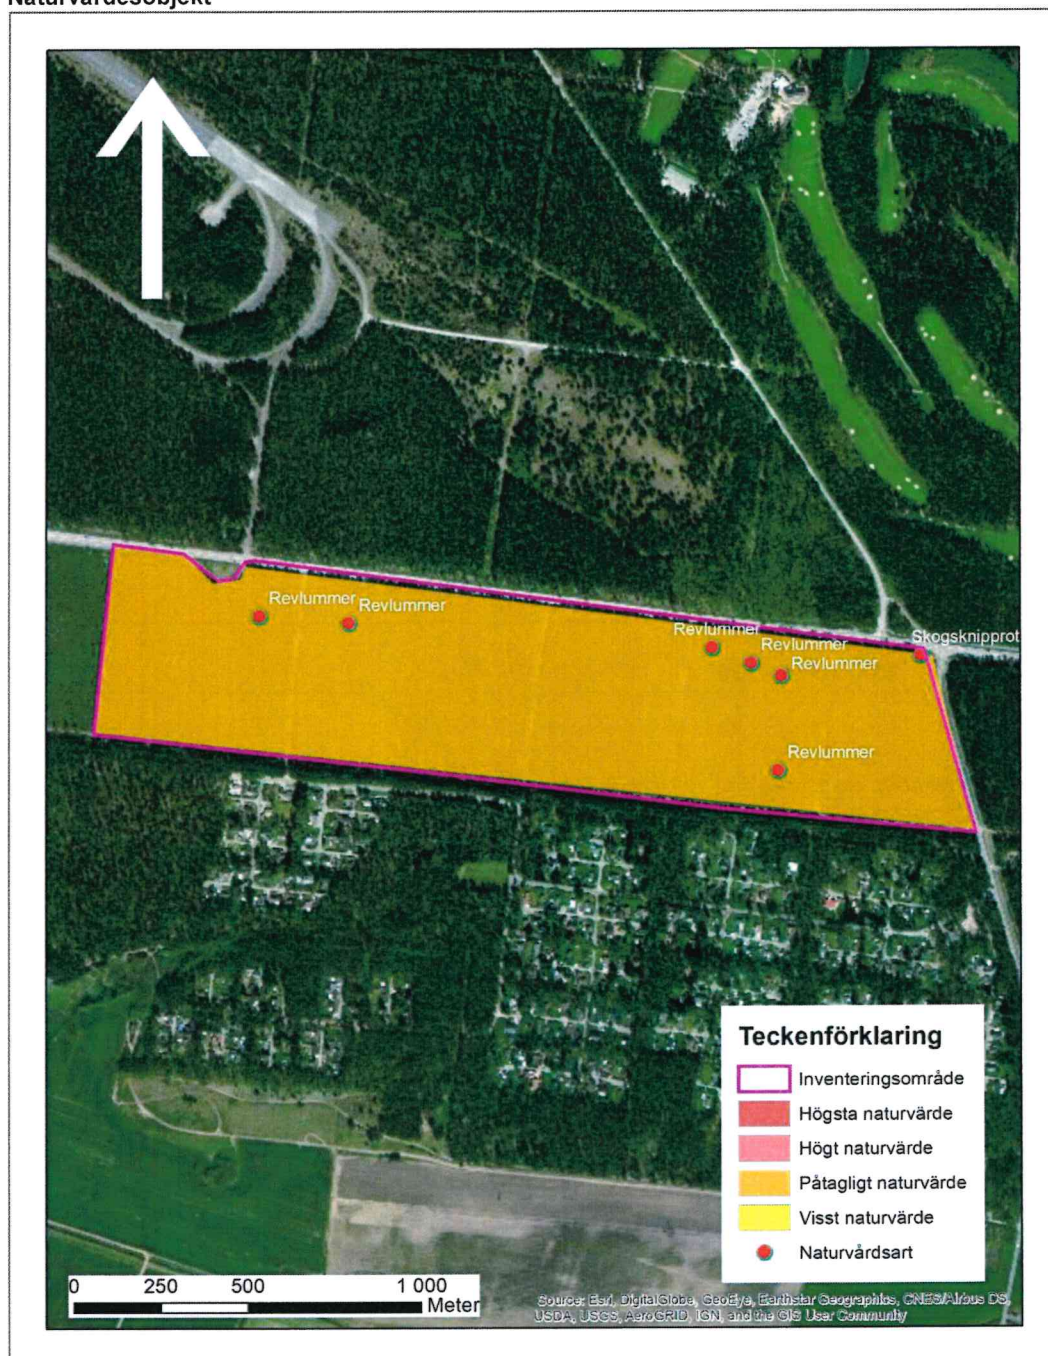 Naturvärdesobjekt
Revlummer
Revlummer
Revlummer
Revlummer
Revlummer
Skogsknipprot
Revlummer
Teckenförklaring
Inventeringsområde
Högsta naturvärde
Högt naturvärde
Påtagligt naturvärde
Visst naturvärde
Naturvårdsart
0 250 500 1 000
Meter
Source: Esri, DigitalGlobe, GeoEye, Earthstar Geographics, CNES/Airbus DS,
USDA, USGS, AeroGRID, IGN, and the GIS User Community